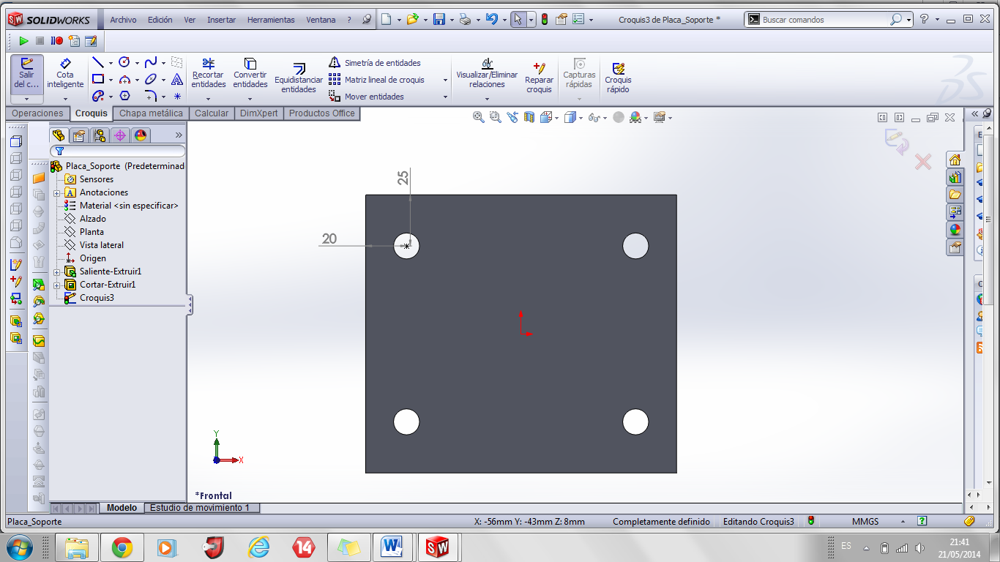 SOLIDWORKS Archivo Edición Ver Insertar Herramientas Ventana ? Croquis3 de Placa_Soporte * Buscar comandos ?
Salir del c...
Cota inteligente
Recortar entidades
Convertir entidades
Equidistanciar entidades
Simetría de entidades
Matriz lineal de croquis
Mover entidades
Visualizar/Eliminar relaciones
Reparar croquis
Capturas rápidas
Croquis rápido
Operaciones Croquis Chapa metálica Calcular DimXpert Productos Office
Placa_Soporte (Predeterminad
Sensores
Anotaciones
Material <sin especificar>
Alzado
Planta
Vista lateral
Origen
Saliente-Extruir1
Cortar-Extruir1
Croquis3
25
20
Y
X
*Frontal
Modelo Estudio de movimiento 1
Placa_Soporte X: -56mm Y: -43mm Z: 8mm Completamente definido Editando Croquis3 MMGS ?
14 W SW ES 21:41
21/05/2014